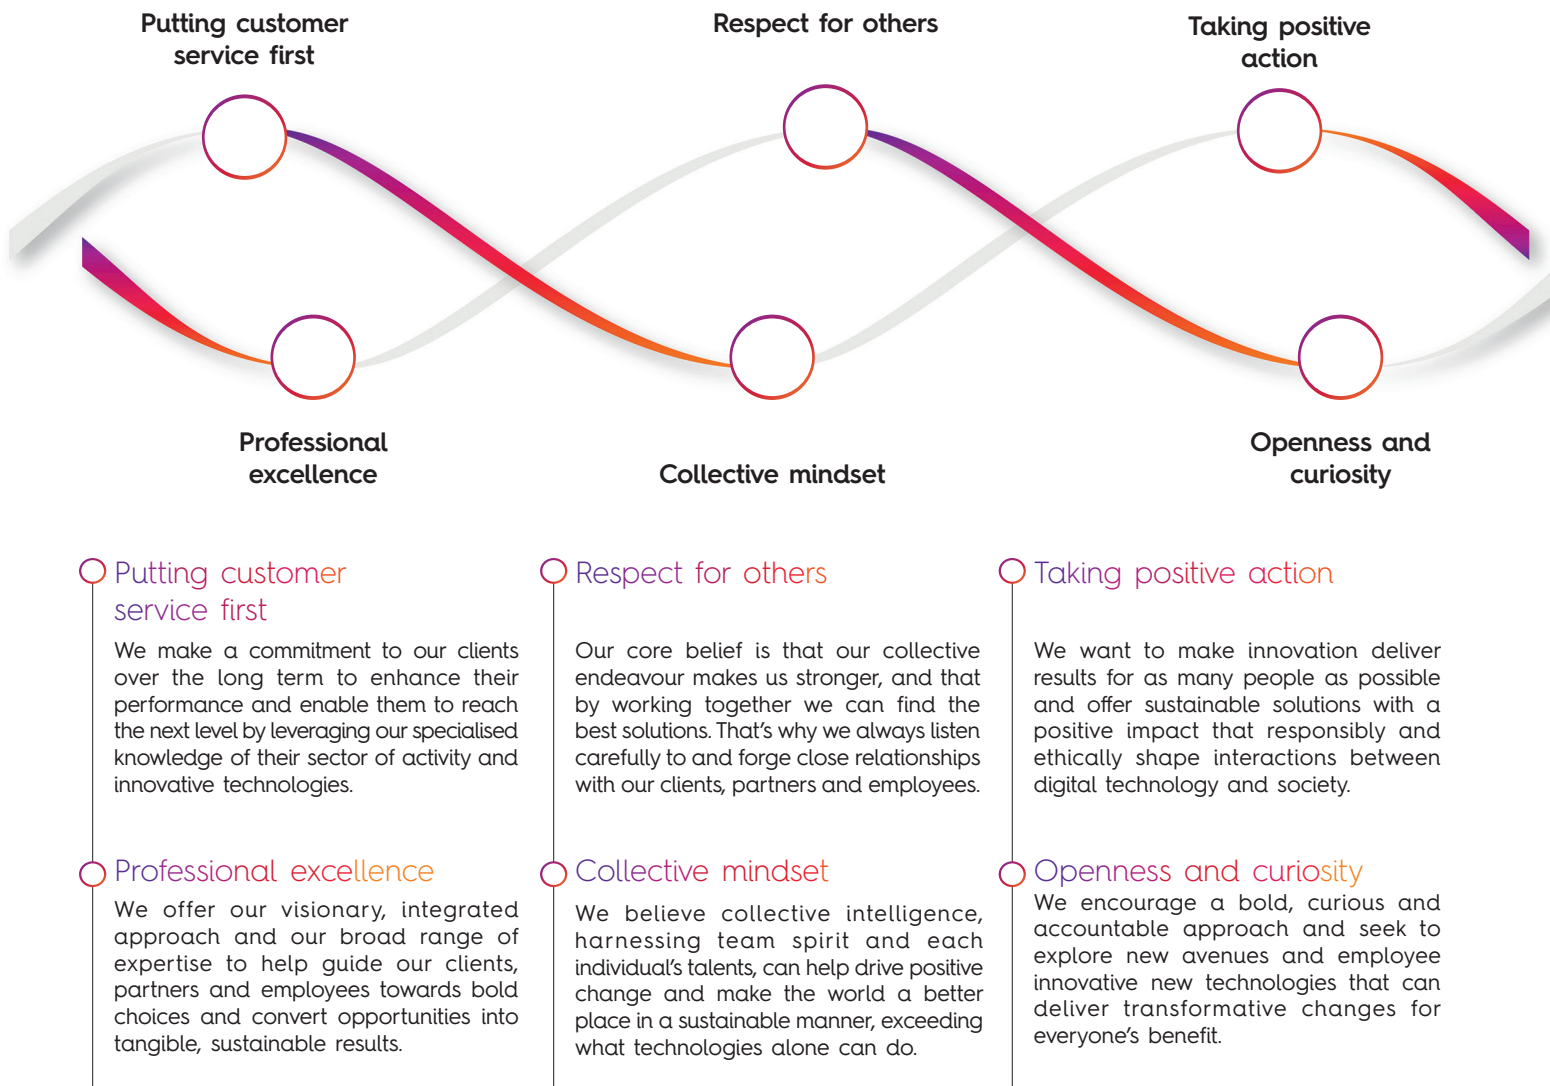 Putting customer
service first
Respect for others
Taking positive
action
Professional
excellence
Collective mindset
Openness and
curiosity
Putting customer
service first
We make a commitment to our clients
over the long term to enhance their
performance and enable them to reach
the next level by leveraging our specialised
knowledge of their sector of activity and
innovative technologies.
Respect for others
Our core belief is that our collective
endeavour makes us stronger, and that
by working together we can find the
best solutions. That’s why we always listen
carefully to and forge close relationships
with our clients, partners and employees.
Taking positive action
We want to make innovation deliver
results for as many people as possible
and offer sustainable solutions with a
positive impact that responsibly and
ethically shape interactions between
digital technology and society.
Professional excellence
We offer our visionary, integrated
approach and our broad range of
expertise to help guide our clients,
partners and employees towards bold
choices and convert opportunities into
tangible, sustainable results.
Collective mindset
We believe collective intelligence,
harnessing team spirit and each
individual’s talents, can help drive positive
change and make the world a better
place in a sustainable manner, exceeding
what technologies alone can do.
Openness and curiosity
We encourage a bold, curious and
accountable approach and seek to
explore new avenues and employee
innovative new technologies that can
deliver transformative changes for
everyone’s benefit.